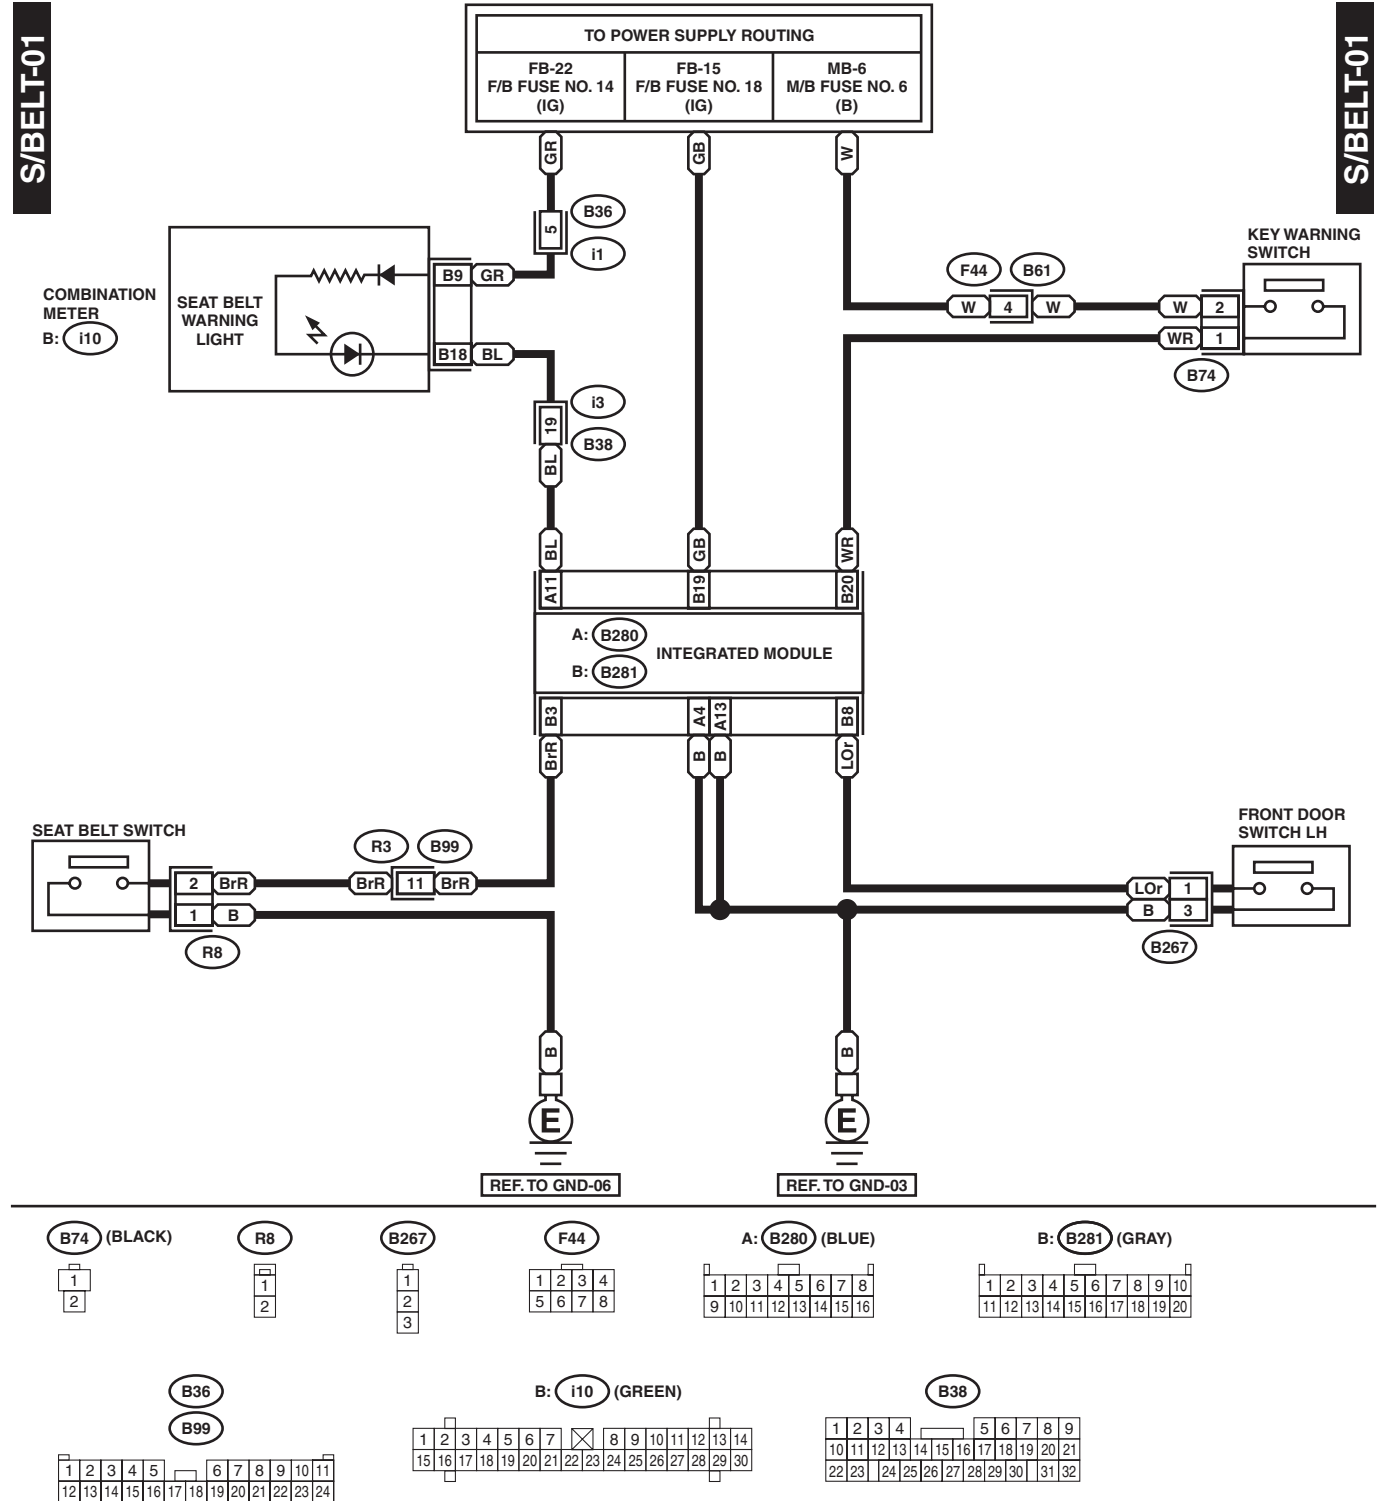 S/BELT-01
S/BELT-01
TO POWER SUPPLY ROUTING
FB-22
F/B FUSE NO. 14
(IG)
FB-15
F/B FUSE NO. 18
(IG)
MB-6
M/B FUSE NO. 6
(B)
GR
GB
W
5
B36
i1
COMBINATION
METER
B: i10
SEAT BELT
WARNING
LIGHT
B9 GR
B18 BL
19
i3
B38
BL
KEY WARNING
SWITCH
F44 B61
W 4 W
W 2
WR 1
B74
BL
GB
WR
A11
B19
B20
A: B280
B: B281
INTEGRATED MODULE
B3
A4
A13
B8
BrR
B
B
LOr
SEAT BELT SWITCH
2 BrR
1 B
R8
R3 B99
BrR 11 BrR
FRONT DOOR
SWITCH LH
LOr 1
B 3
B267
B
B
E
E
REF. TO GND-06
REF. TO GND-03
B74 (BLACK)
1
2
R8
1
2
B267
1
2
3
F44
1 2 3 4
5 6 7 8
A: B280 (BLUE)
1 2 3 4 5 6 7 8
9 10 11 12 13 14 15 16
B: B281 (GRAY)
1 2 3 4 5 6 7 8 9 10
11 12 13 14 15 16 17 18 19 20
B36
B99
1 2 3 4 5 6 7 8 9 10 11
12 13 14 15 16 17 18 19 20 21 22 23 24
B: i10 (GREEN)
1 2 3 4 5 6 7 8 9 10 11 12 13 14
15 16 17 18 19 20 21 22 23 24 25 26 27 28 29 30
B38
1 2 3 4 5 6 7 8 9
10 11 12 13 14 15 16 17 18 19 20 21
22 23 24 25 26 27 28 29 30 31 32